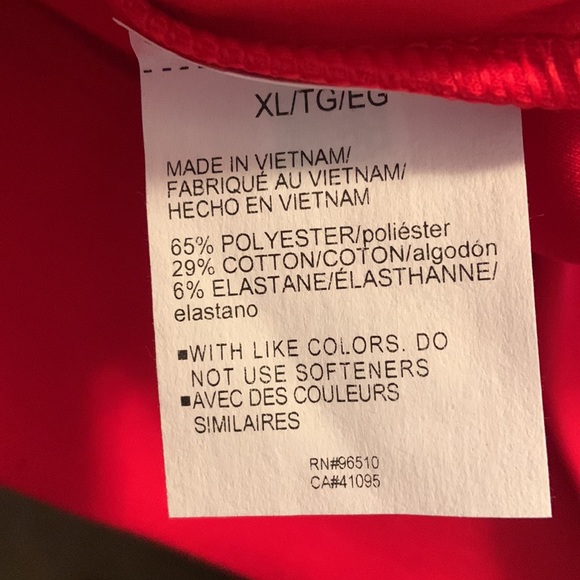 XL/TG/EG
MADE IN VIETNAM/
FABRIQUÉ AU VIETNAM/
HECHO EN VIETNAM
65% POLYESTER/poliéster
29% COTTON/COTON/algodón
6% ELASTANE/ÉLASTHANNE/
elastano
▪WITH LIKE COLORS. DO
NOT USE SOFTENERS
▪AVEC DES COULEURS
SIMILAIRES
RN#96510
CA#41095